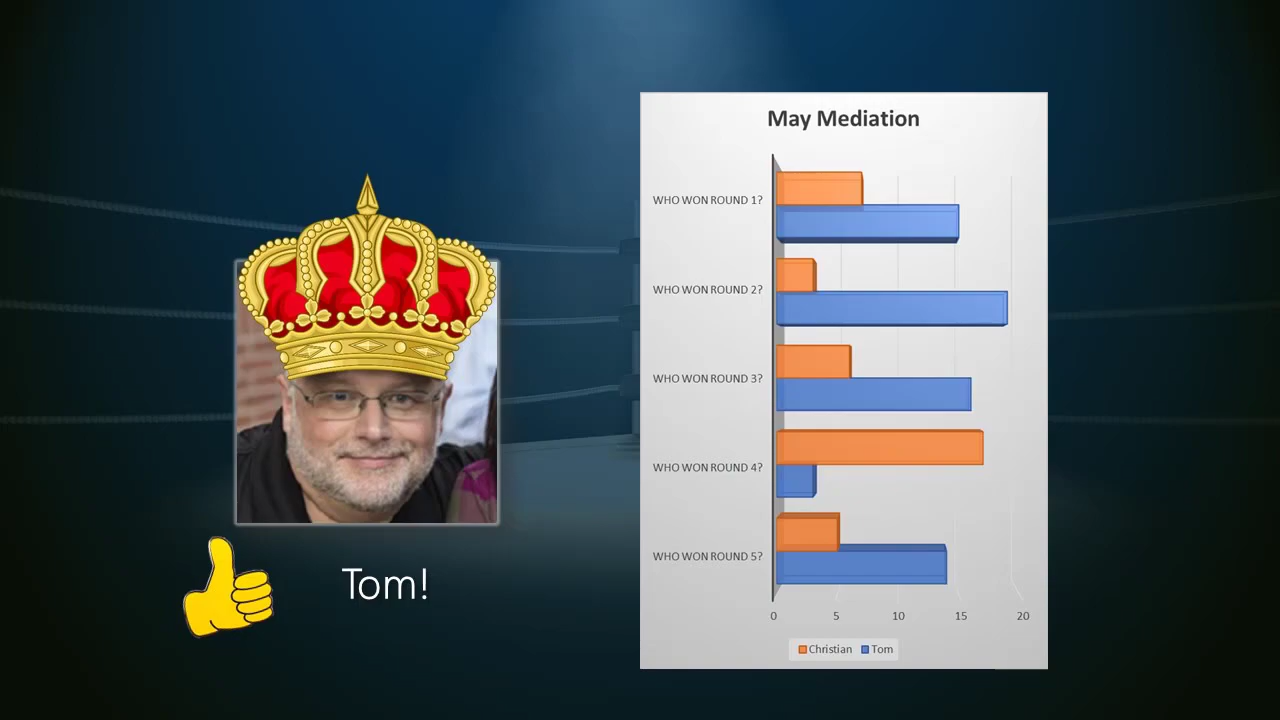 May Mediation
WHO WON ROUND 1?
WHO WON ROUND 2?
WHO WON ROUND 3?
WHO WON ROUND 4?
WHO WON ROUND 5?
0 5 10 15 20
Christian Tom
Tom!